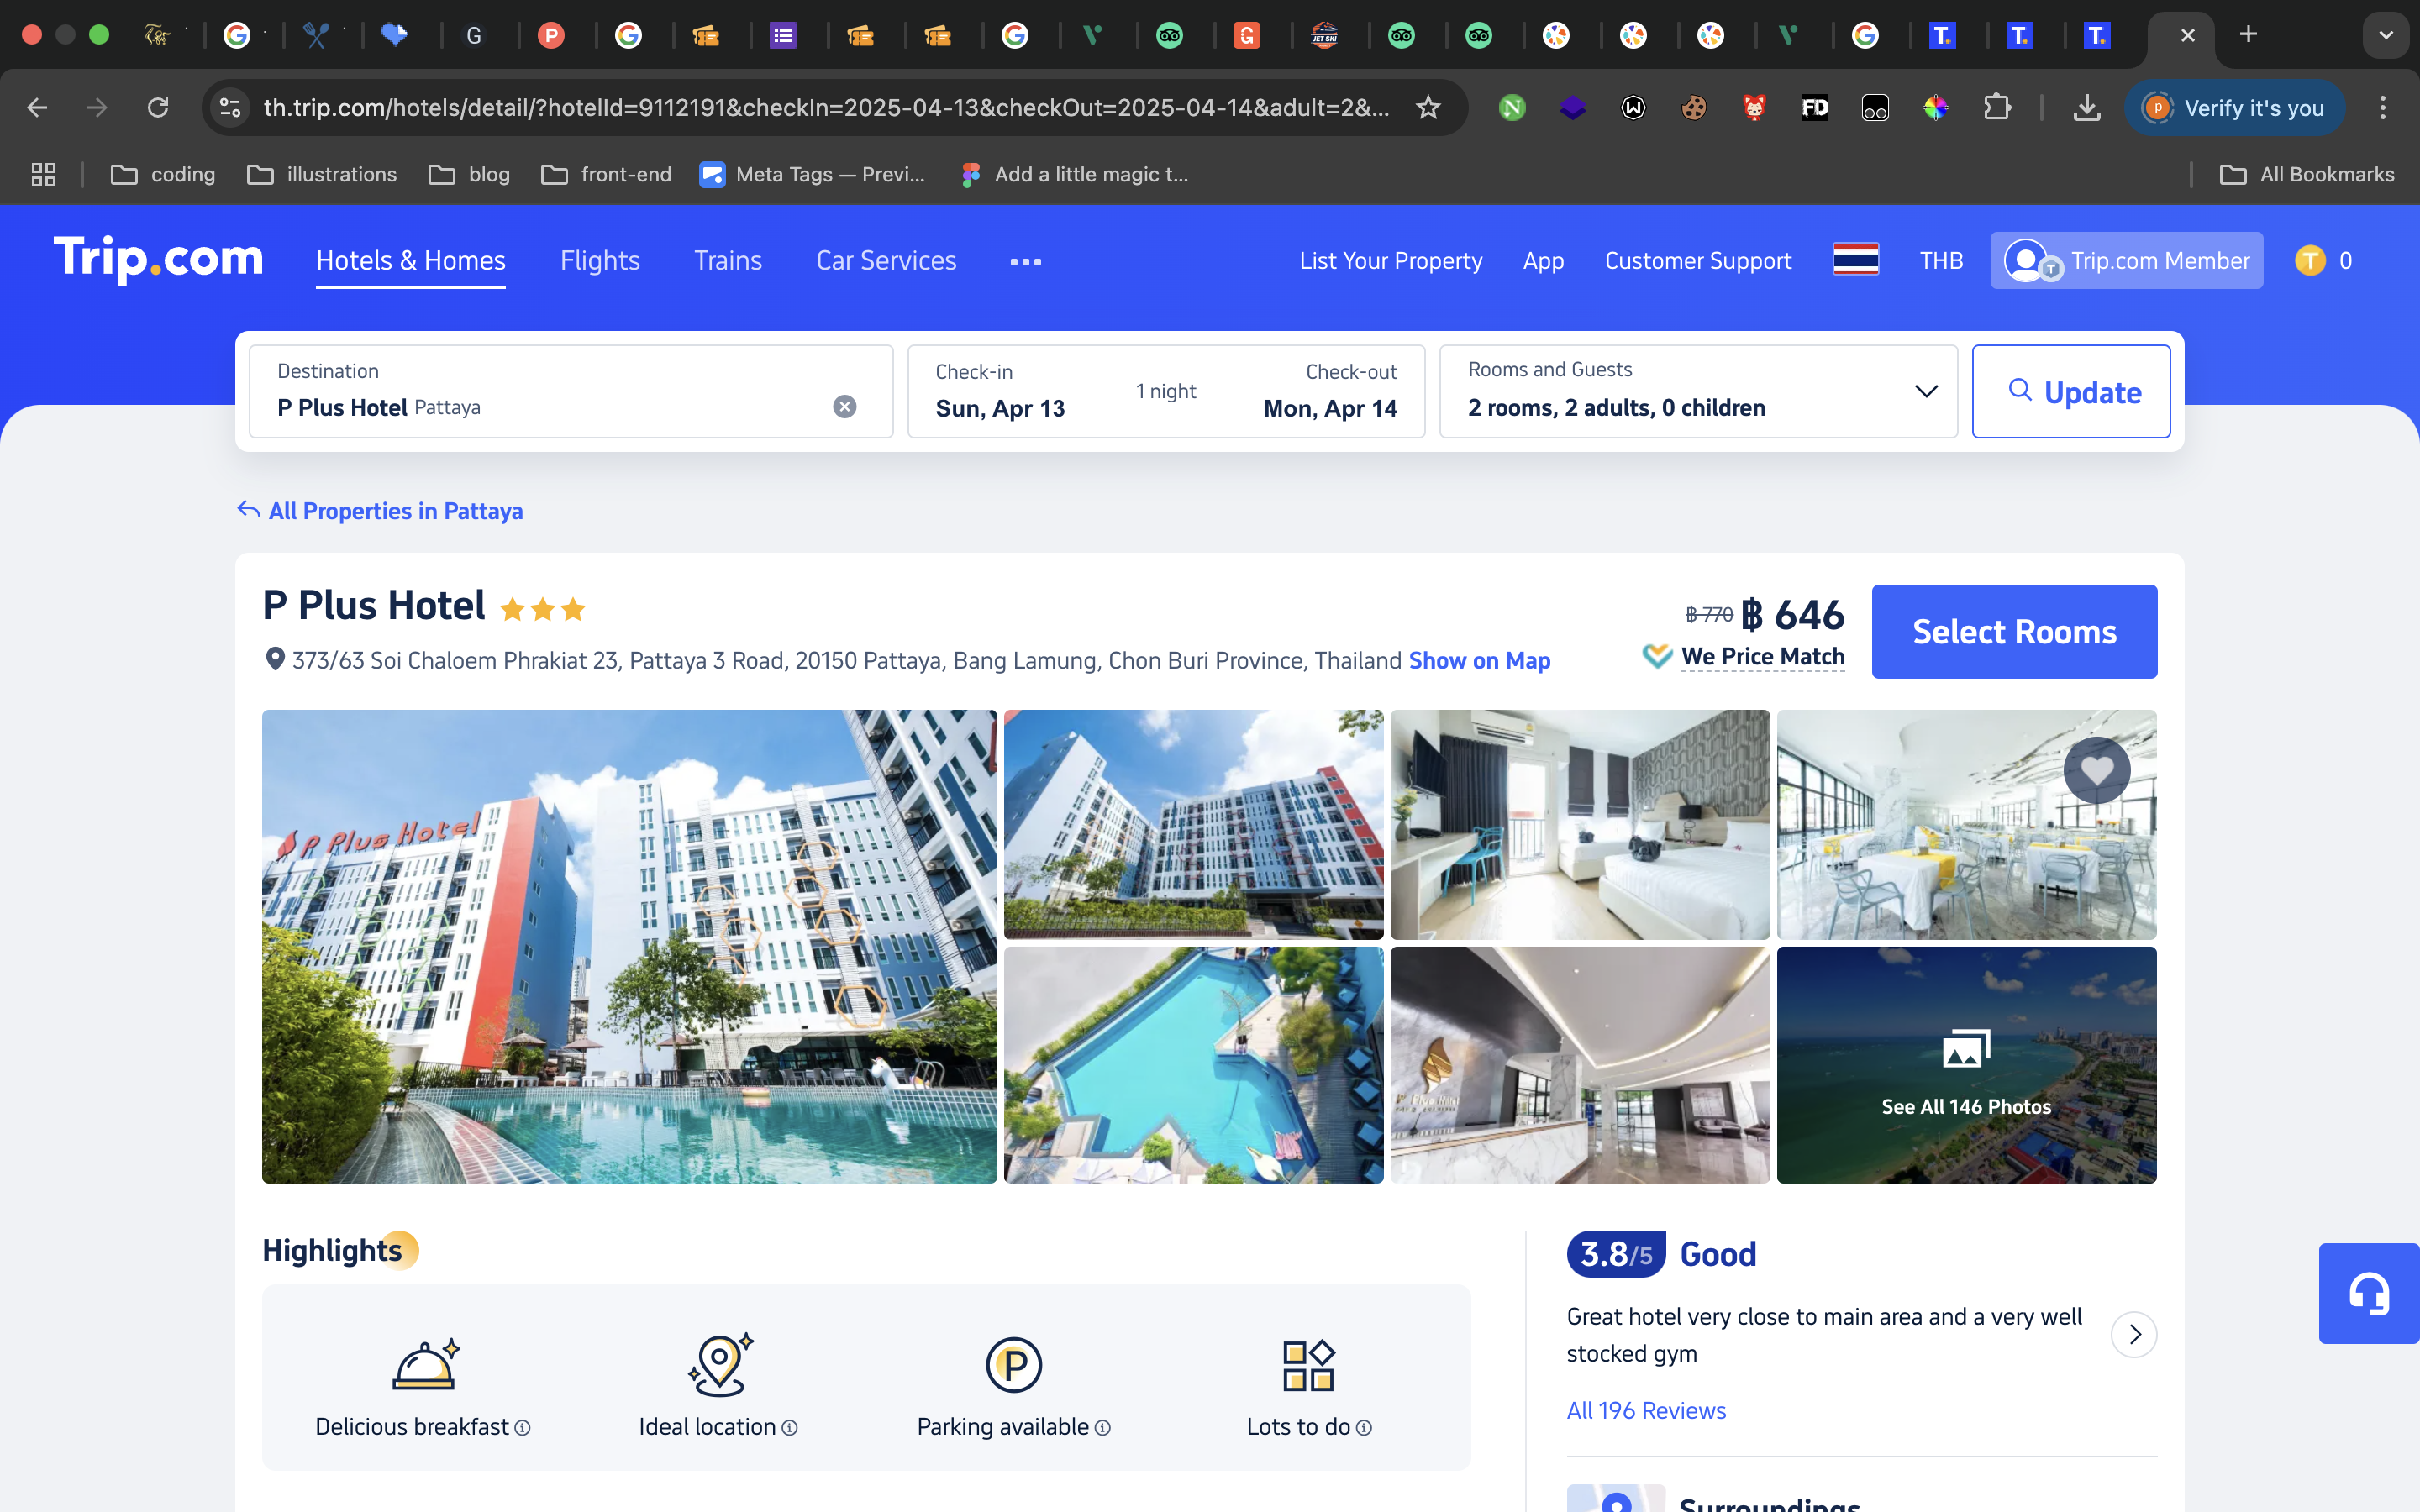 th.trip.com/hotels/detail/?hotelId=9112191&checkIn=2025-04-13&checkOut=2025-04-14&adult=2&...
Verify it's you
coding
illustrations
blog
front-end
Meta Tags — Previ...
Add a little magic t...
All Bookmarks
Trip.com
Hotels & Homes
Flights
Trains
Car Services
List Your Property
App
Customer Support
THB
Trip.com Member
0
Destination
P Plus Hotel Pattaya
Check-in
Sun, Apr 13
1 night
Check-out
Mon, Apr 14
Rooms and Guests
2 rooms, 2 adults, 0 children
Update
All Properties in Pattaya
P Plus Hotel
฿ 770 ฿ 646
Select Rooms
373/63 Soi Chaloem Phrakiat 23, Pattaya 3 Road, 20150 Pattaya, Bang Lamung, Chon Buri Province, Thailand Show on Map
We Price Match
P Plus Hotel
See All 146 Photos
Highlights
Delicious breakfast
Ideal location
Parking available
Lots to do
3.8/5 Good
Great hotel very close to main area and a very well
stocked gym
All 196 Reviews
Surroundings